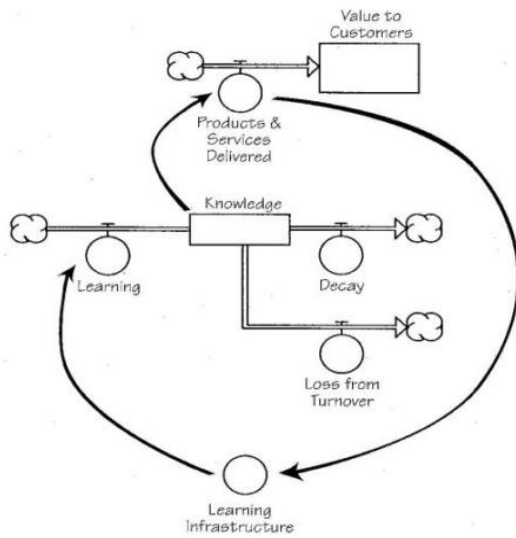 Value to
Customers
Products &
Services
Delivered
Knowledge
Learning
Decay
Loss from
Turnover
Learning
Infrastructure